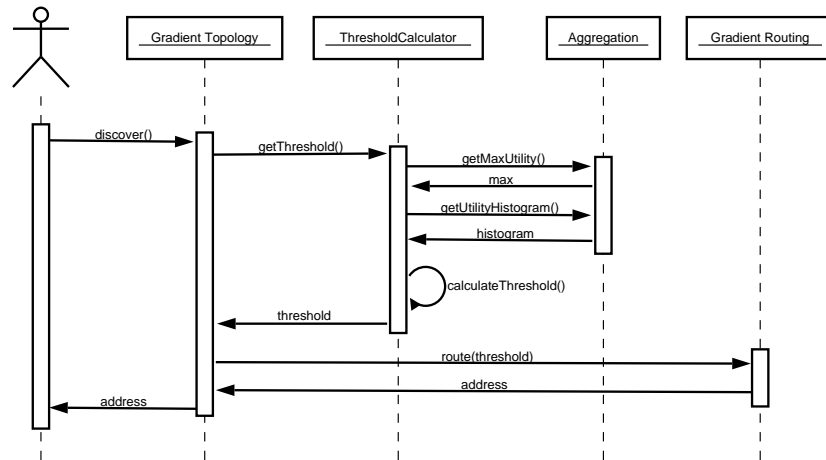 Gradient Topology
ThresholdCalculator
Aggregation
Gradient Routing
discover()
getThreshold()
getMaxUtility()
max
getUtilityHistogram()
histogram
calculateThreshold()
threshold
route(threshold)
address
address